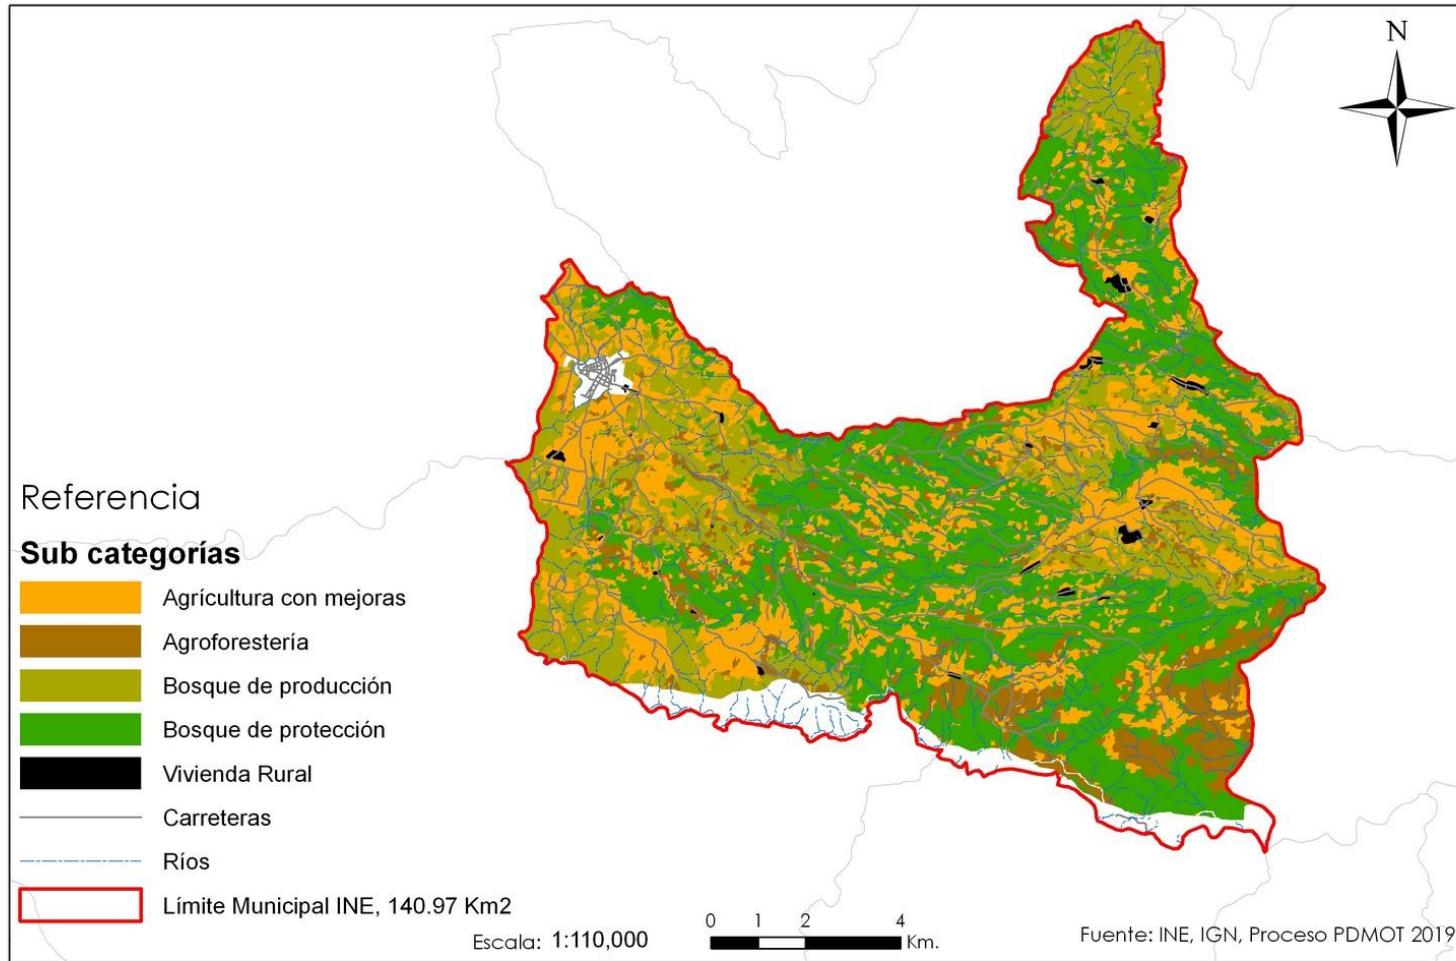 N
Referencia
Sub categorías
Agrícultura con mejoras
Agroforestería
Bosque de producción
Bosque de protección
Vivienda Rural
Carreteras
Ríos
Límite Municipal INE, 140.97 Km2
Escala: 1:110,000
0 1 2 4
Km.
Fuente: INE, IGN, Proceso PDMOT 2019